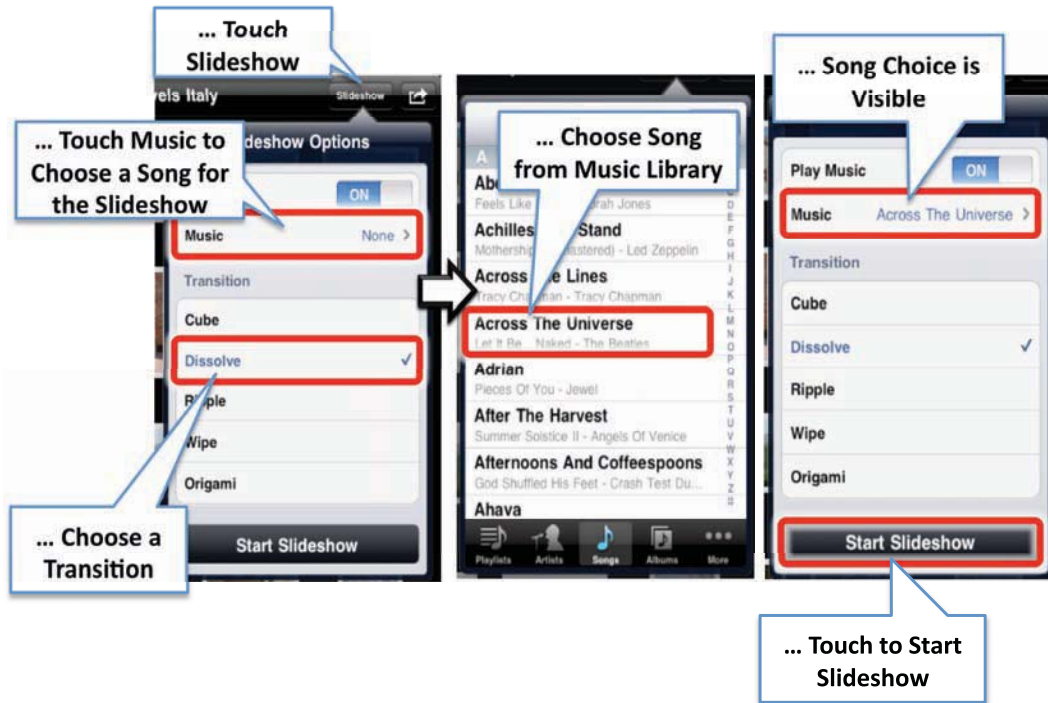 ... Touch
Slideshow
vels Italy
Slideshow
... Touch Music to
Choose a Song for
the Slideshow
deshow Options
ON
Music None >
Transition
Cube
Dissolve ✓
Ripple
Wipe
Origami
Start Slideshow
... Choose a
Transition
... Choose Song
from Music Library
A
Feels Like rah Jones
Achilles Stand
Mothership astered) - Led Zeppelin
Across The Lines
Tracy Chapman - Tracy Chapman
Across The Universe
Let It Be... Naked - The Beatles
Adrian
Pieces Of You - Jewel
After The Harvest
Summer Solstice II - Angels Of Venice
Afternoons And Coffeespoons
God Shuffled His Feet - Crash Test Du...
Ahava
D
E
F
G
H
I
J
K
L
M
N
O
P
Q
R
S
T
U
V
W
X
Y
Z
#
Playlists Artists Songs Albums More
... Song Choice is
Visible
Play Music ON
Music Across The Universe >
Transition
Cube
Dissolve ✓
Ripple
Wipe
Origami
Start Slideshow
... Touch to Start
Slideshow